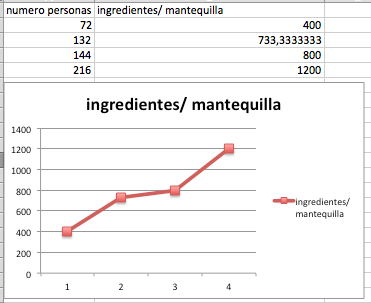 numero personas ingredientes/ mantequilla
72 400
132 733,3333333
144 800
216 1200
ingredientes/ mantequilla
1400
1200
1000
800
600
400
200
0
1 2 3 4
ingredientes/
mantequilla